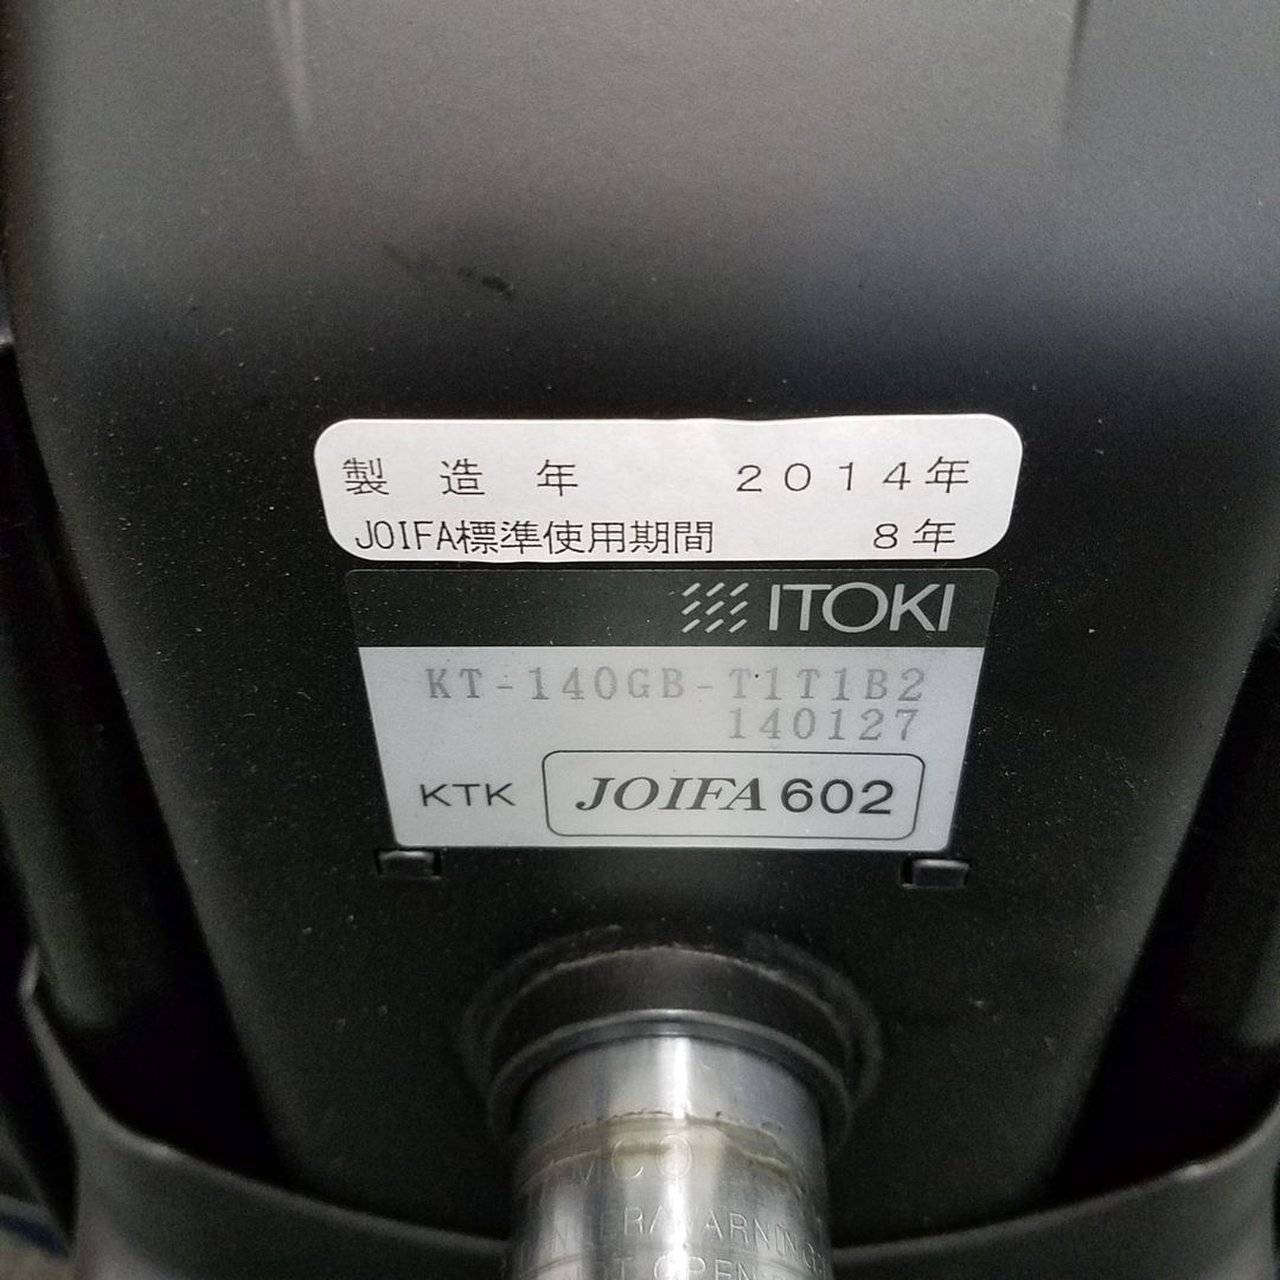 製造年 2014年
JOIFA標準使用期間 8年
ITOKI
KT-140GB-T1T1B2
140127
KTK JOIFA 602